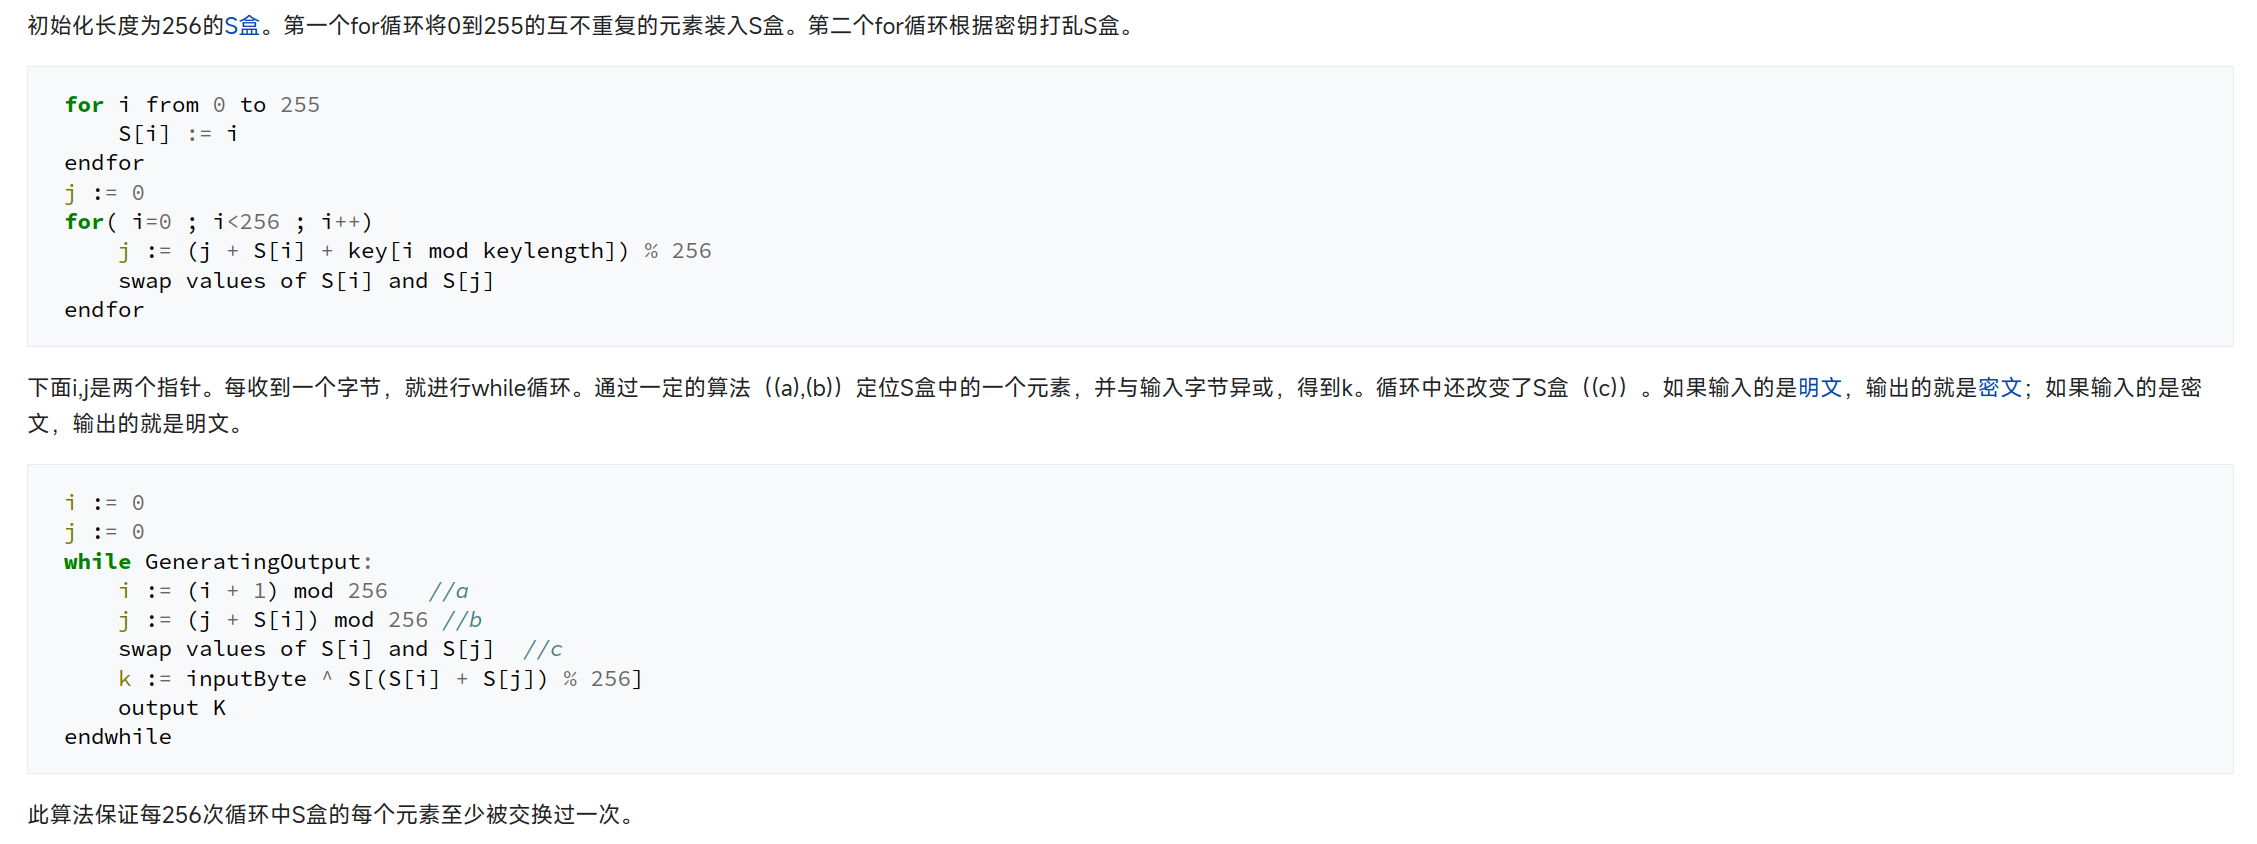 初始化长度为256的S盒。第一个for循环将0到255的互不重复的元素装入S盒。第二个for循环根据密钥打乱S盒。
for i from 0 to 255
    S[i] := i
endfor
j := 0
for( i=0 ; i<256 ; i++)
    j := (j + S[i] + key[i mod keylength]) % 256
    swap values of S[i] and S[j]
endfor
下面i,j是两个指针。每收到一个字节，就进行while循环。通过一定的算法（(a),(b)）定位S盒中的一个元素，并与输入字节异或，得到k。循环中还改变了S盒（(c)）。如果输入的是明文，输出的就是密文；如果输入的是密
文，输出的就是明文。
i := 0
j := 0
while GeneratingOutput:
    i := (i + 1) mod 256   //a
    j := (j + S[i]) mod 256 //b
    swap values of S[i] and S[j]  //c
    k := inputByte ^ S[(S[i] + S[j]) % 256]
    output K
endwhile
此算法保证每256次循环中S盒的每个元素至少被交换过一次。